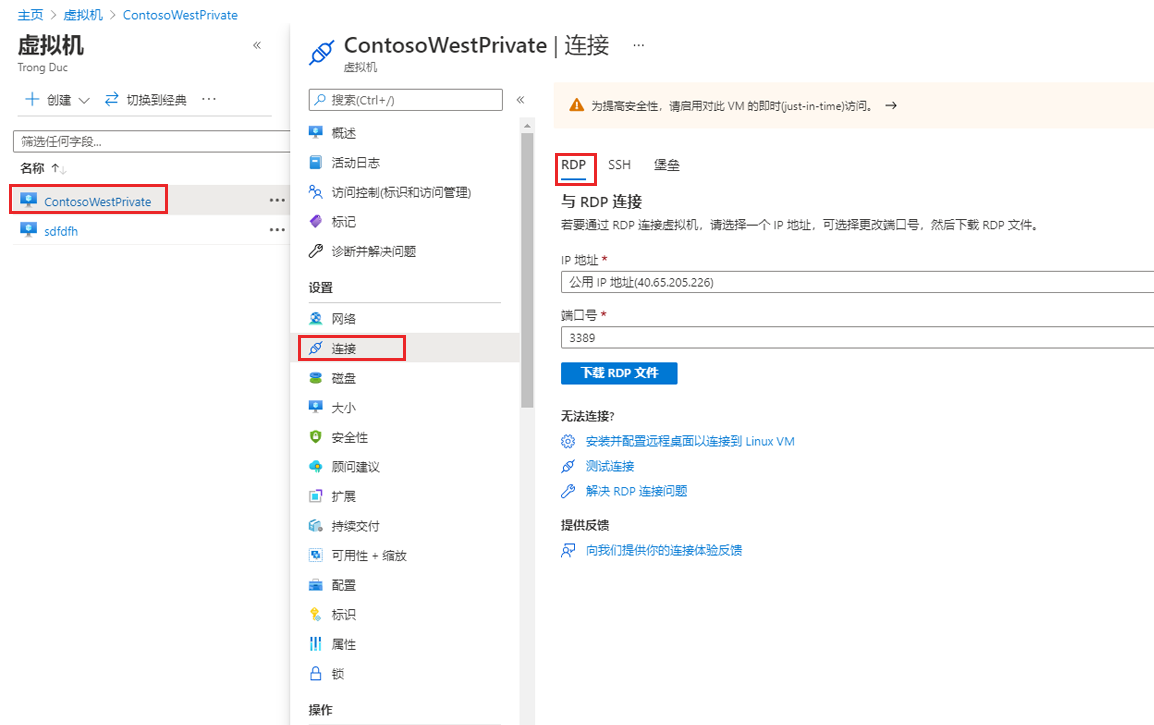 主页 > 虚拟机 > ContosoWestPrivate
虚拟机
Trong Duc
创建
切换到经典
筛选任何字段...
名称
ContosoWestPrivate
sdfdfh
ContosoWestPrivate | 连接
虚拟机
搜索(Ctrl+/)
概述
活动日志
访问控制(标识和访问管理)
标记
诊断并解决问题
设置
网络
连接
磁盘
大小
安全性
顾问建议
扩展
持续交付
可用性 + 缩放
配置
标识
属性
锁
操作
为提高安全性，请启用对此 VM 的即时(just-in-time)访问。 →
RDP SSH 堡垒
与 RDP 连接
若要通过 RDP 连接虚拟机，请选择一个 IP 地址，可选择更改端口号，然后下载 RDP 文件。
IP 地址 *
公用 IP 地址(40.65.205.226)
端口号 *
3389
下载 RDP 文件
无法连接?
安装并配置远程桌面以连接到 Linux VM
测试连接
解决 RDP 连接问题
提供反馈
向我们提供你的连接体验反馈